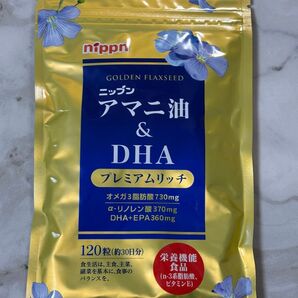 nippn
GOLDEN FLAXSEED
ニップン
アマニ油
&
DHA
プレミアムリッチ
オメガ3脂肪酸730mg
α-リノレン酸370mg
DHA+EPA360mg
120粒(約30日分)
食生活は、主食、主菜、
副菜を基本に、食事の
バランスを。
栄養機能
食品
(n-3系脂肪酸、
ビタミンE)